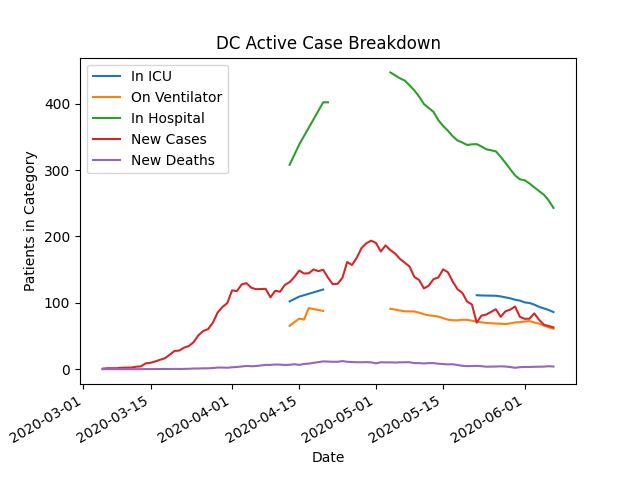 DC Active Case Breakdown
In ICU
On Ventilator
In Hospital
New Cases
New Deaths
Patients in Category
400
300
200
100
0
2020-03-01
2020-03-15
2020-04-01
2020-04-15
2020-05-01
2020-05-15
2020-06-01
Date